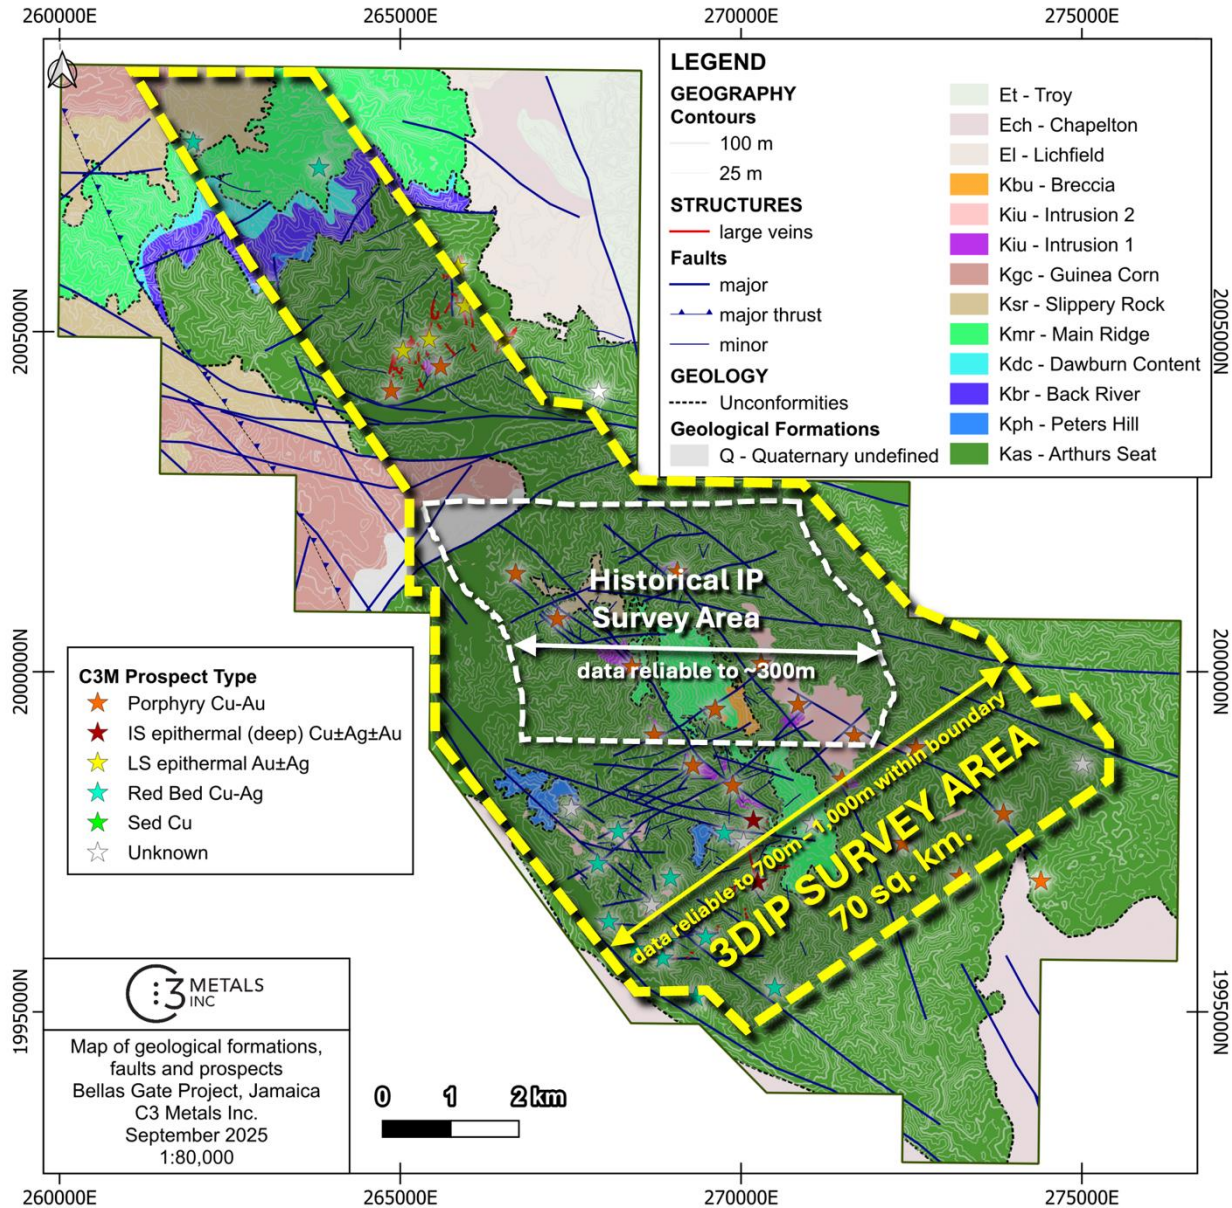 260000E
265000E
270000E
275000E
LEGEND
GEOGRAPHY
Contours
100 m
25 m
STRUCTURES
large veins
Faults
major
major thrust
minor
GEOLOGY
Unconformities
Geological Formations
Q - Quaternary undefined
Et - Troy
Ech - Chapelton
El - Lichfield
Kbu - Breccia
Kiu - Intrusion 2
Kiu - Intrusion 1
Kgc - Guinea Corn
Ksr - Slippery Rock
Kmr - Main Ridge
Kdc - Dawburn Content
Kbr - Back River
Kph - Peters Hill
Kas - Arthurs Seat
2005000N
2005000N
Historical IP
Survey Area
data reliable to ~300m
2000000N
2000000N
C3M Prospect Type
Porphyry Cu-Au
IS epithermal (deep) Cu±Ag±Au
LS epithermal Au±Ag
Red Bed Cu-Ag
Sed Cu
Unknown
data reliable to 700m - 1,000m within boundary
3DIP SURVEY AREA
70 sq. km.
1995000N
1995000N
C3 METALS
INC
Map of geological formations,
faults and prospects
Bellas Gate Project, Jamaica
C3 Metals Inc.
September 2025
1:80,000
0 1 2 km
260000E
265000E
270000E
275000E